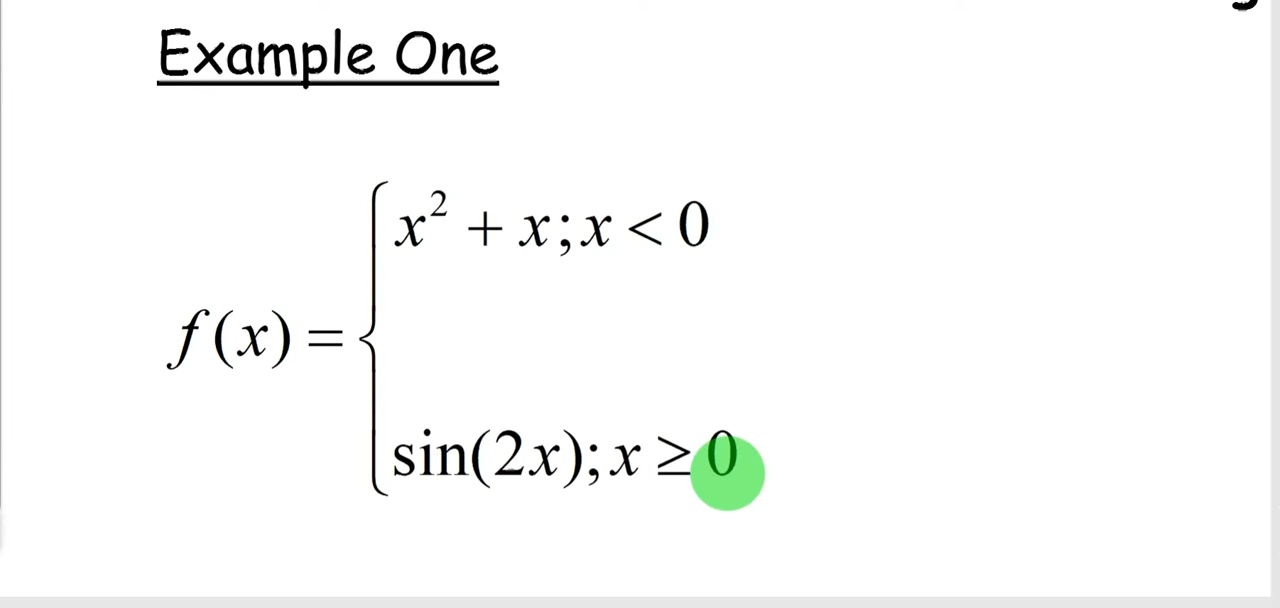 Example One
x² + x; x < 0
f(x) =
sin(2x); x ≥ 0